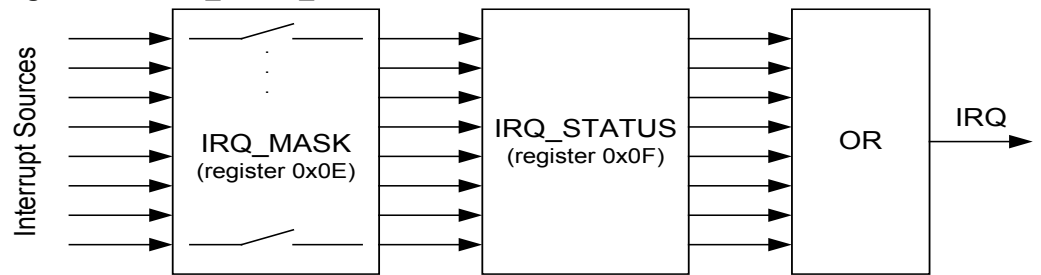 Interrupt Sources
IRQ_MASK
(register 0x0E)
IRQ_STATUS
(register 0x0F)
OR
IRQ